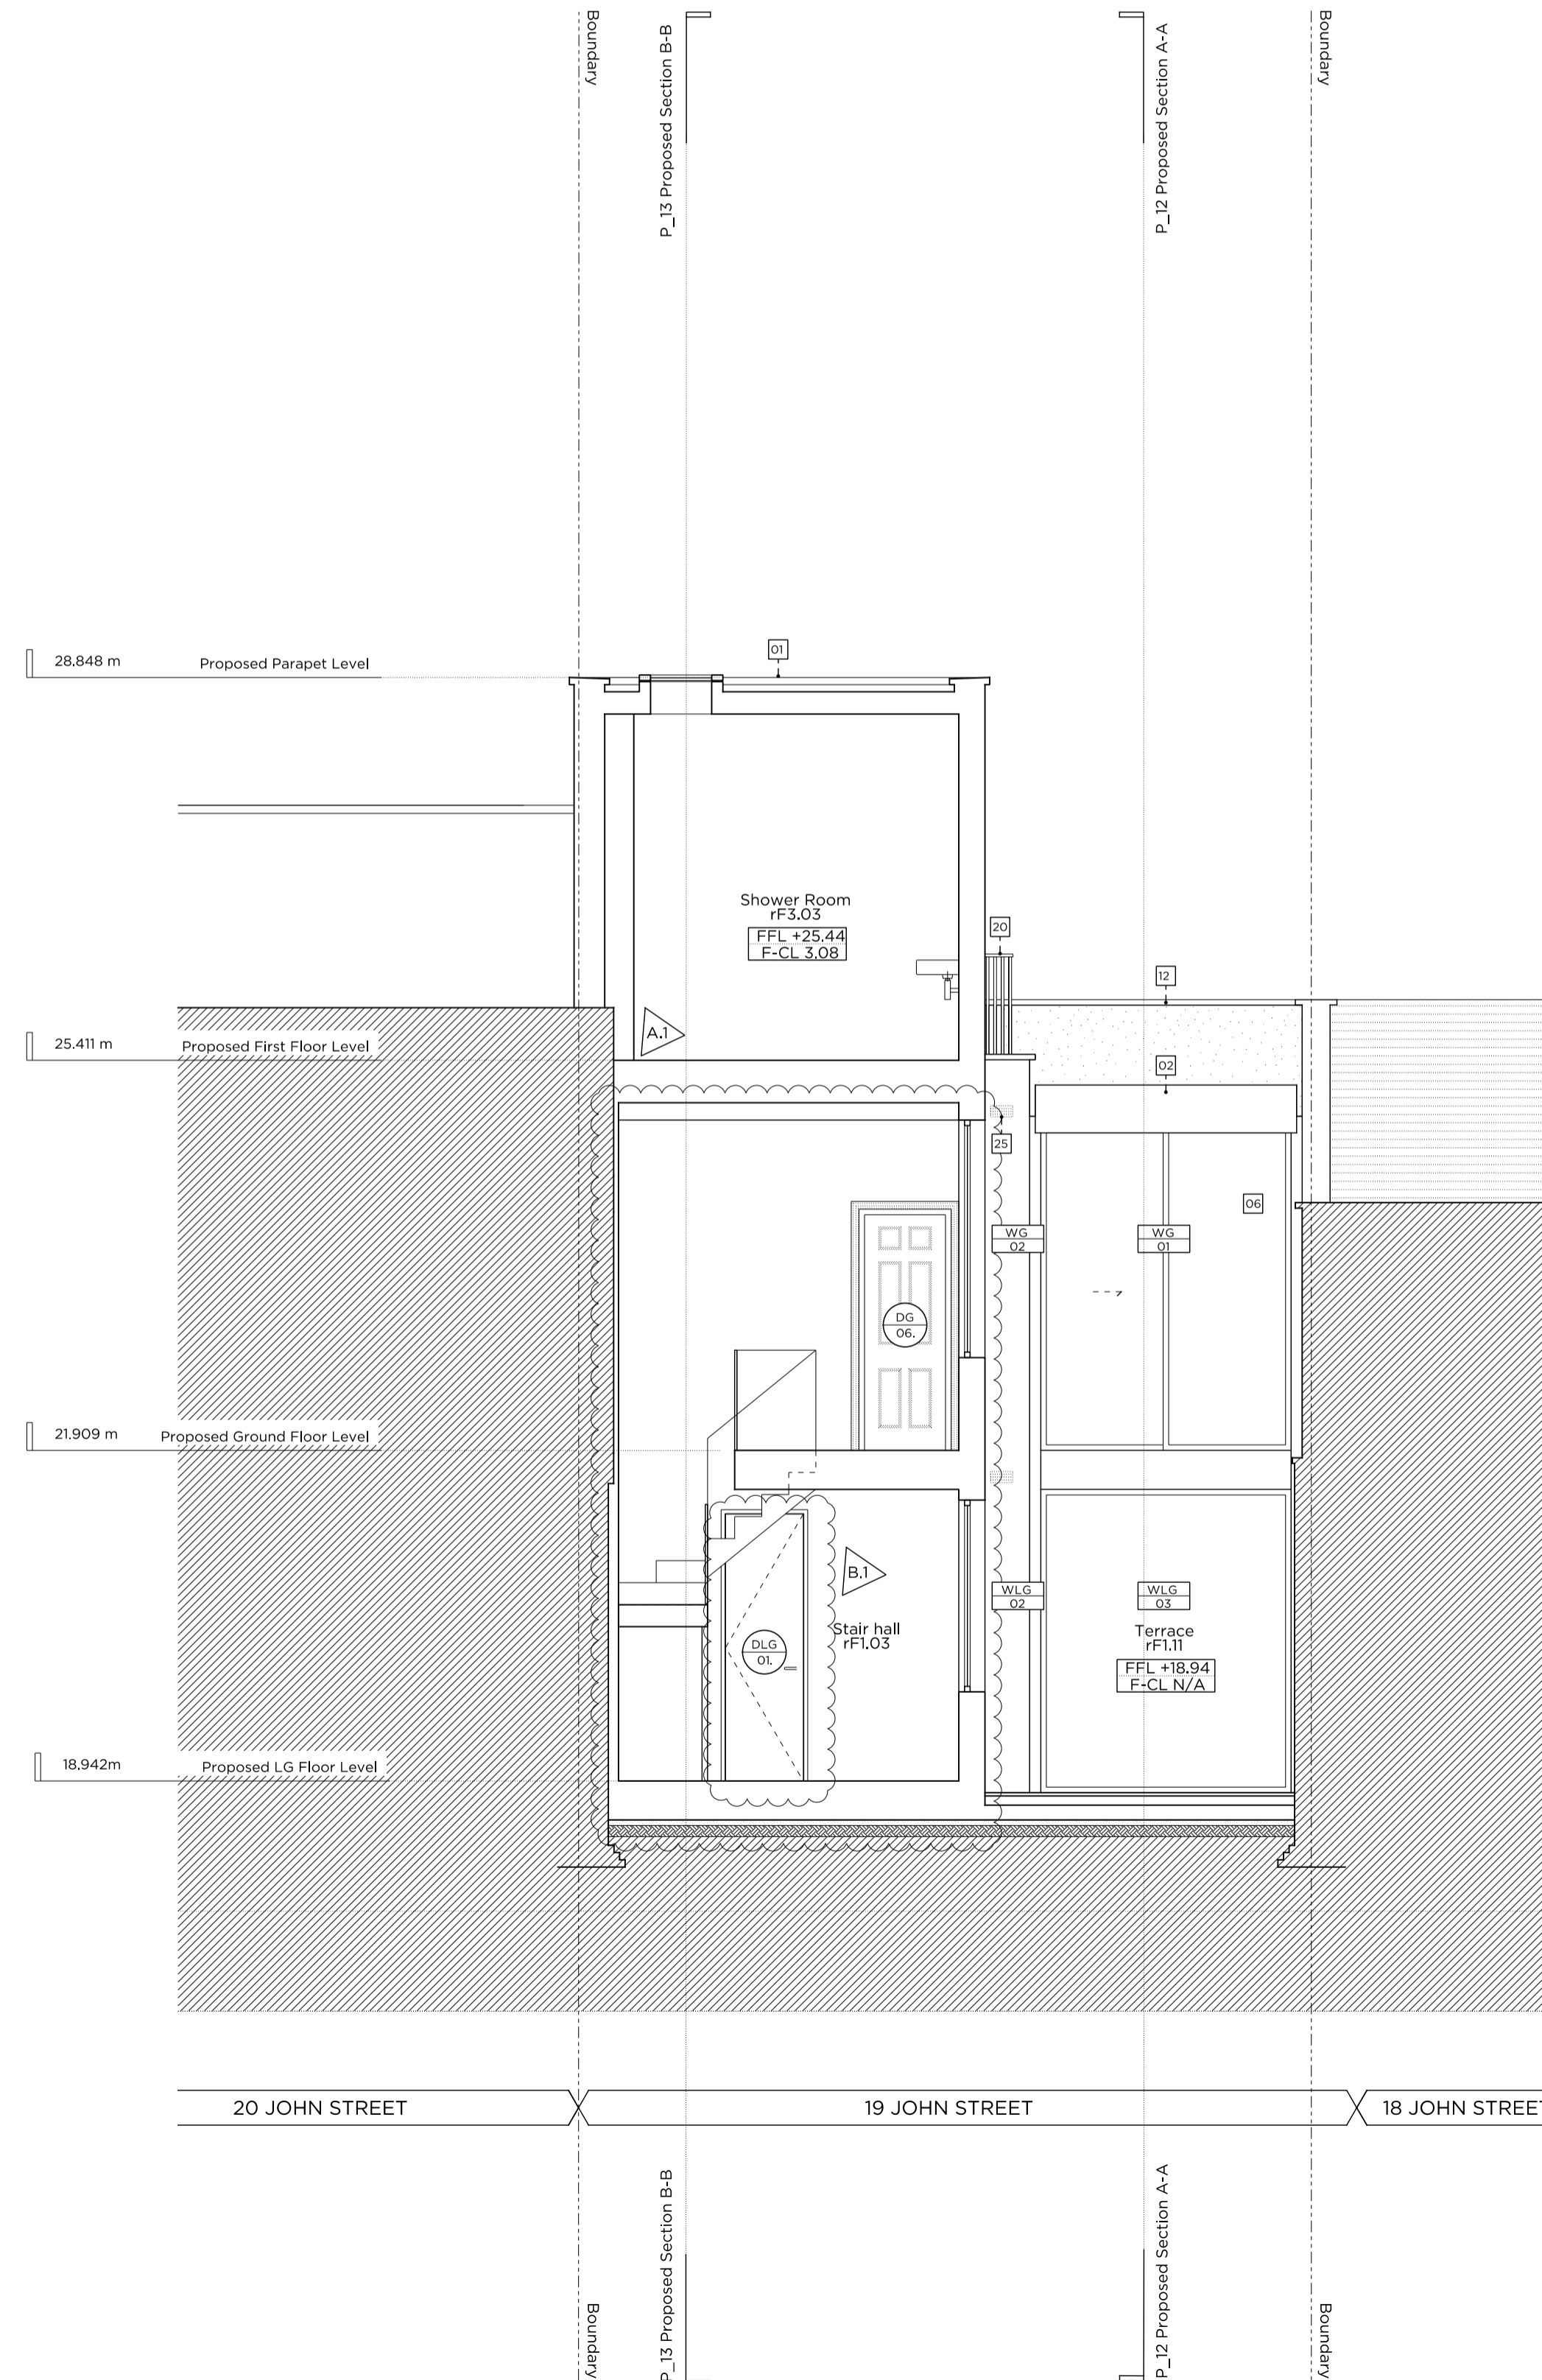 Boundary
P_13 Proposed Section B-B
P_12 Proposed Section A-A
Boundary
01
28.848 m
Proposed Parapet Level
Shower Room
rF3.03
FFL +25.44
F-CL 3.08
20
12
A.1
25.411 m
Proposed First Floor Level
02
25
06
WG
02
WG
01
DG
06.
21.909 m
Proposed Ground Floor Level
B.1
WLG
02
WLG
03
Stair hall
rF1.03
Terrace
rF1.11
DLG
01.
FFL +18.94
F-CL N/A
18.942m
Proposed LG Floor Level
20 JOHN STREET
19 JOHN STREET
18 JOHN STREET
P_13 Proposed Section B-B
P_12 Proposed Section A-A
Boundary
Boundary